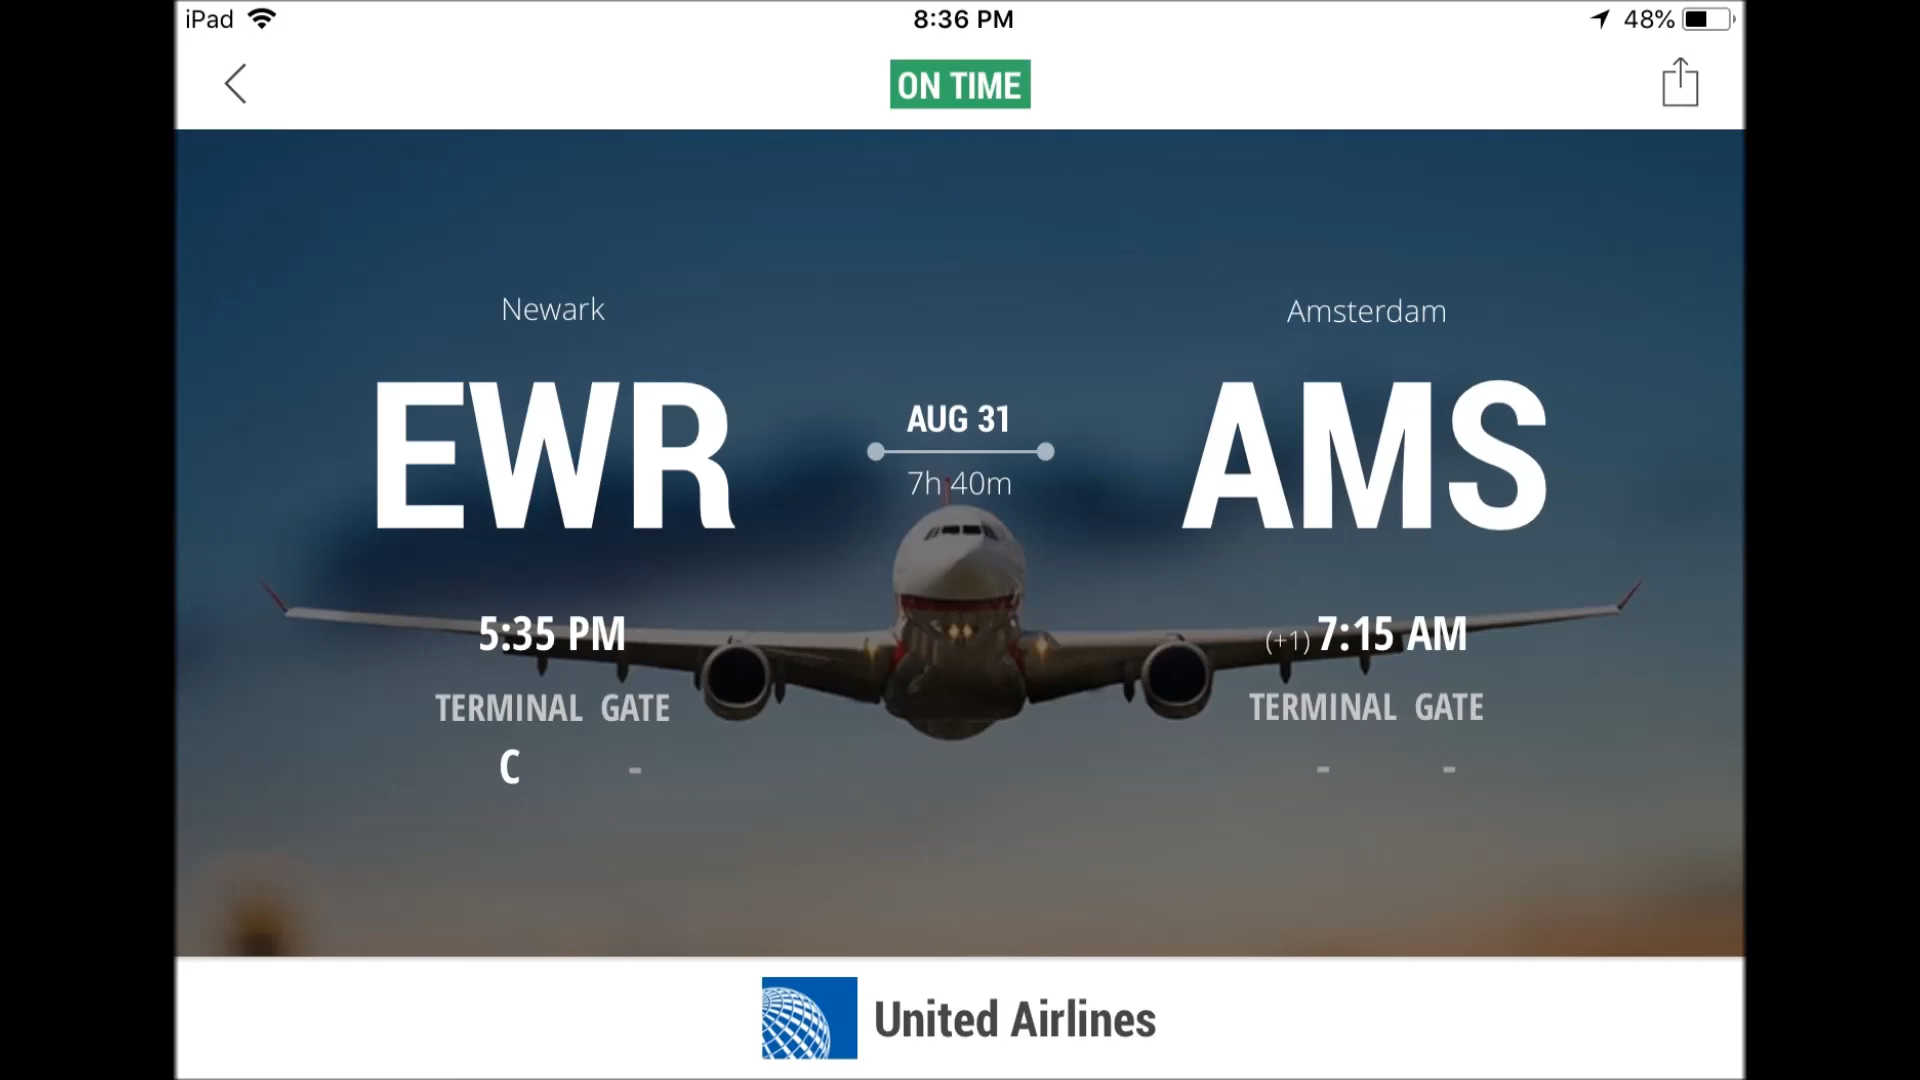 iPad 8:36 PM 48%
ON TIME
Newark
EWR
5:35 PM
TERMINAL GATE
C -
AUG 31
7h 40m
Amsterdam
AMS
(+1) 7:15 AM
TERMINAL GATE
- -
United Airlines